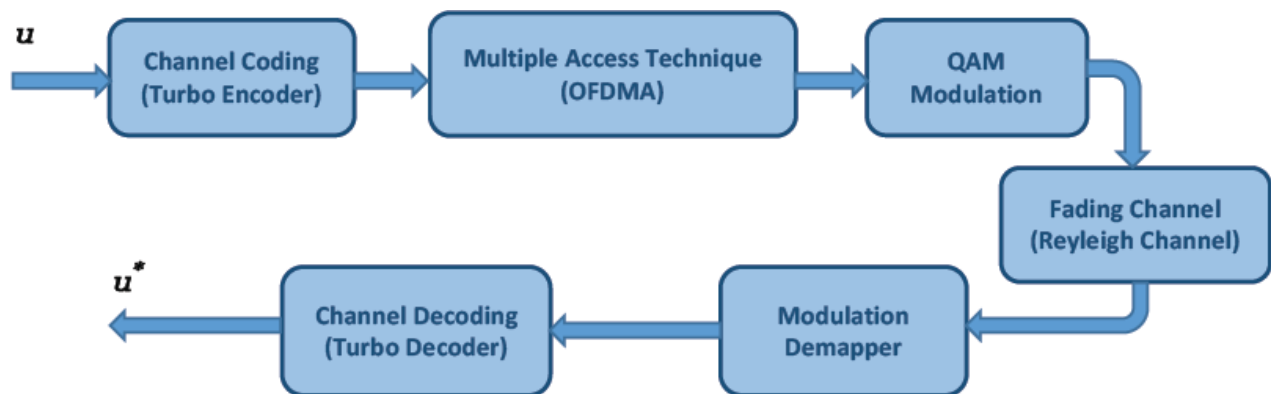 u
Channel Coding
(Turbo Encoder)
Multiple Access Technique
(OFDMA)
QAM
Modulation
Fading Channel
(Reyleigh Channel)
Modulation
Demapper
Channel Decoding
(Turbo Decoder)
u*